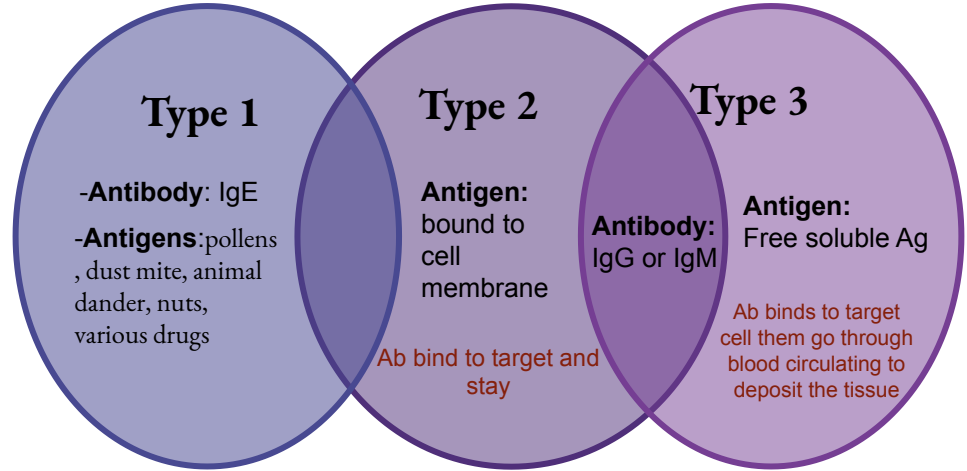 Type 1
-Antibody: IgE
-Antigens:pollens
, dust mite, animal
dander, nuts,
various drugs
Type 2
Antigen:
bound to
cell
membrane
Ab bind to target and
stay
Antibody:
IgG or IgM
Type 3
Antigen:
Free soluble Ag
Ab binds to target
cell them go through
blood circulating to
deposit the tissue